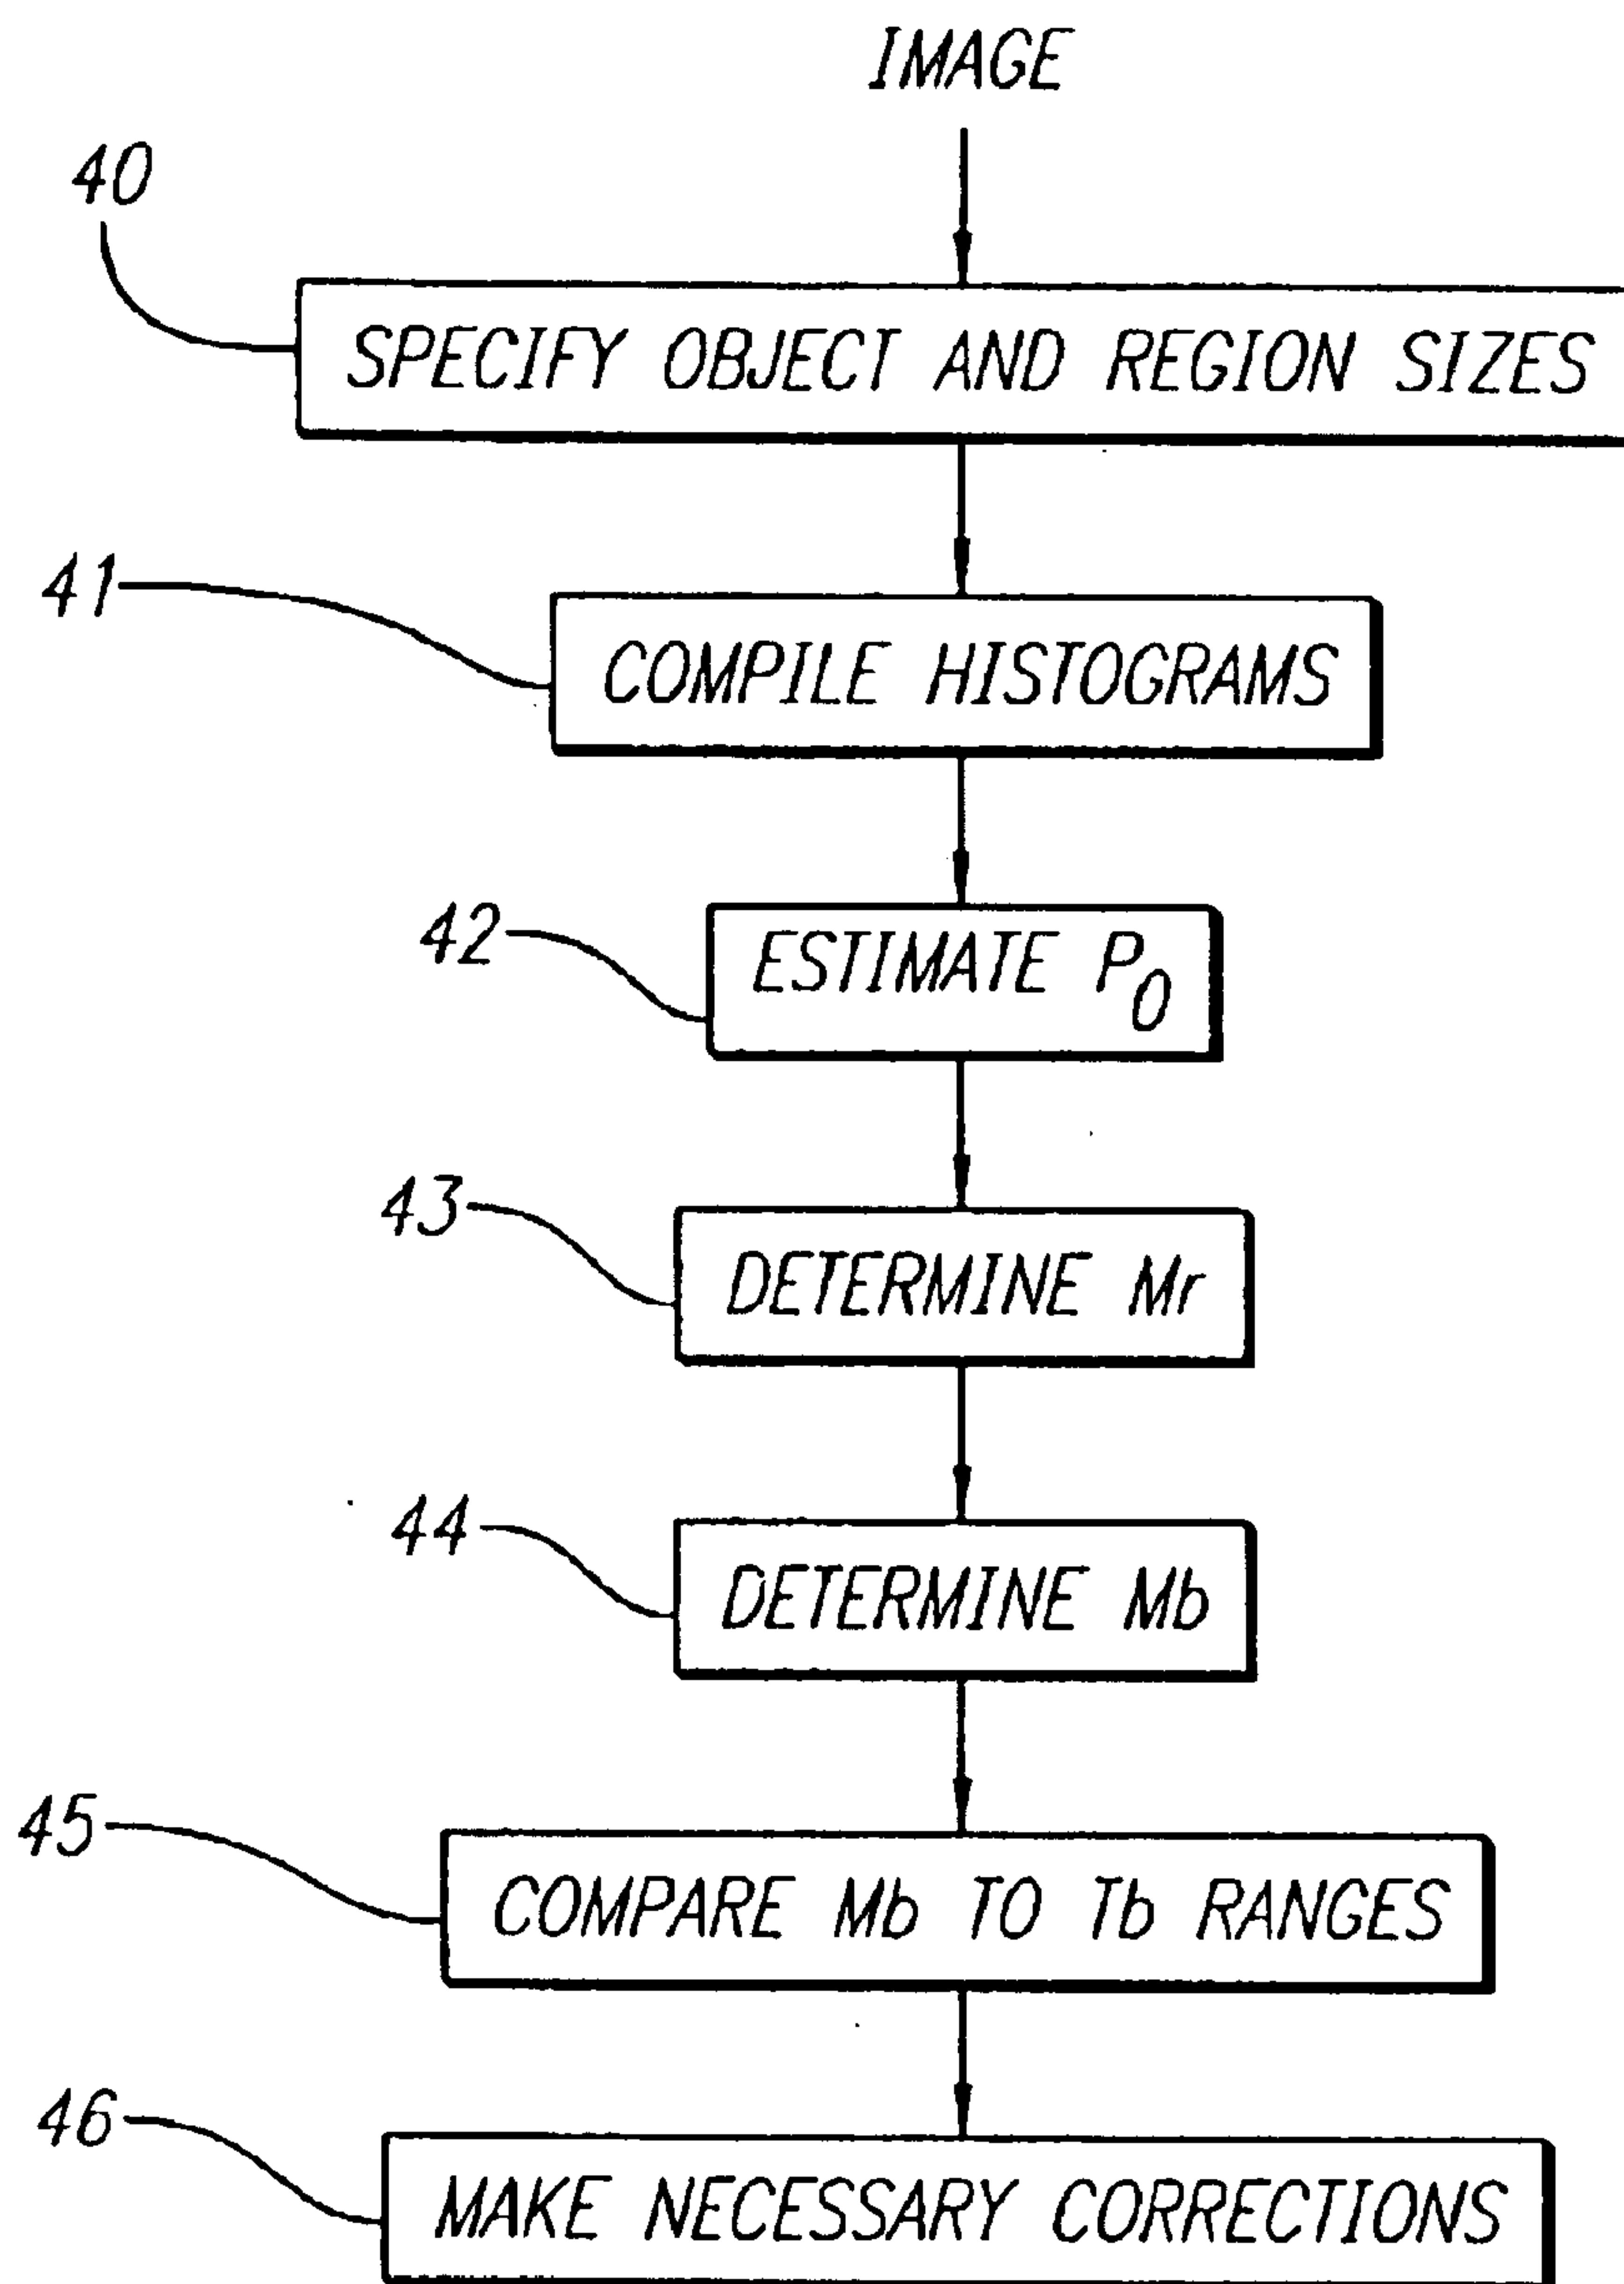 IMAGE
40
SPECIFY OBJECT AND REGION SIZES
41
COMPILE HISTOGRAMS
42
ESTIMATE P0
43
DETERMINE Mr
44
DETERMINE Mb
45
COMPARE Mb TO Tb RANGES
46
MAKE NECESSARY CORRECTIONS